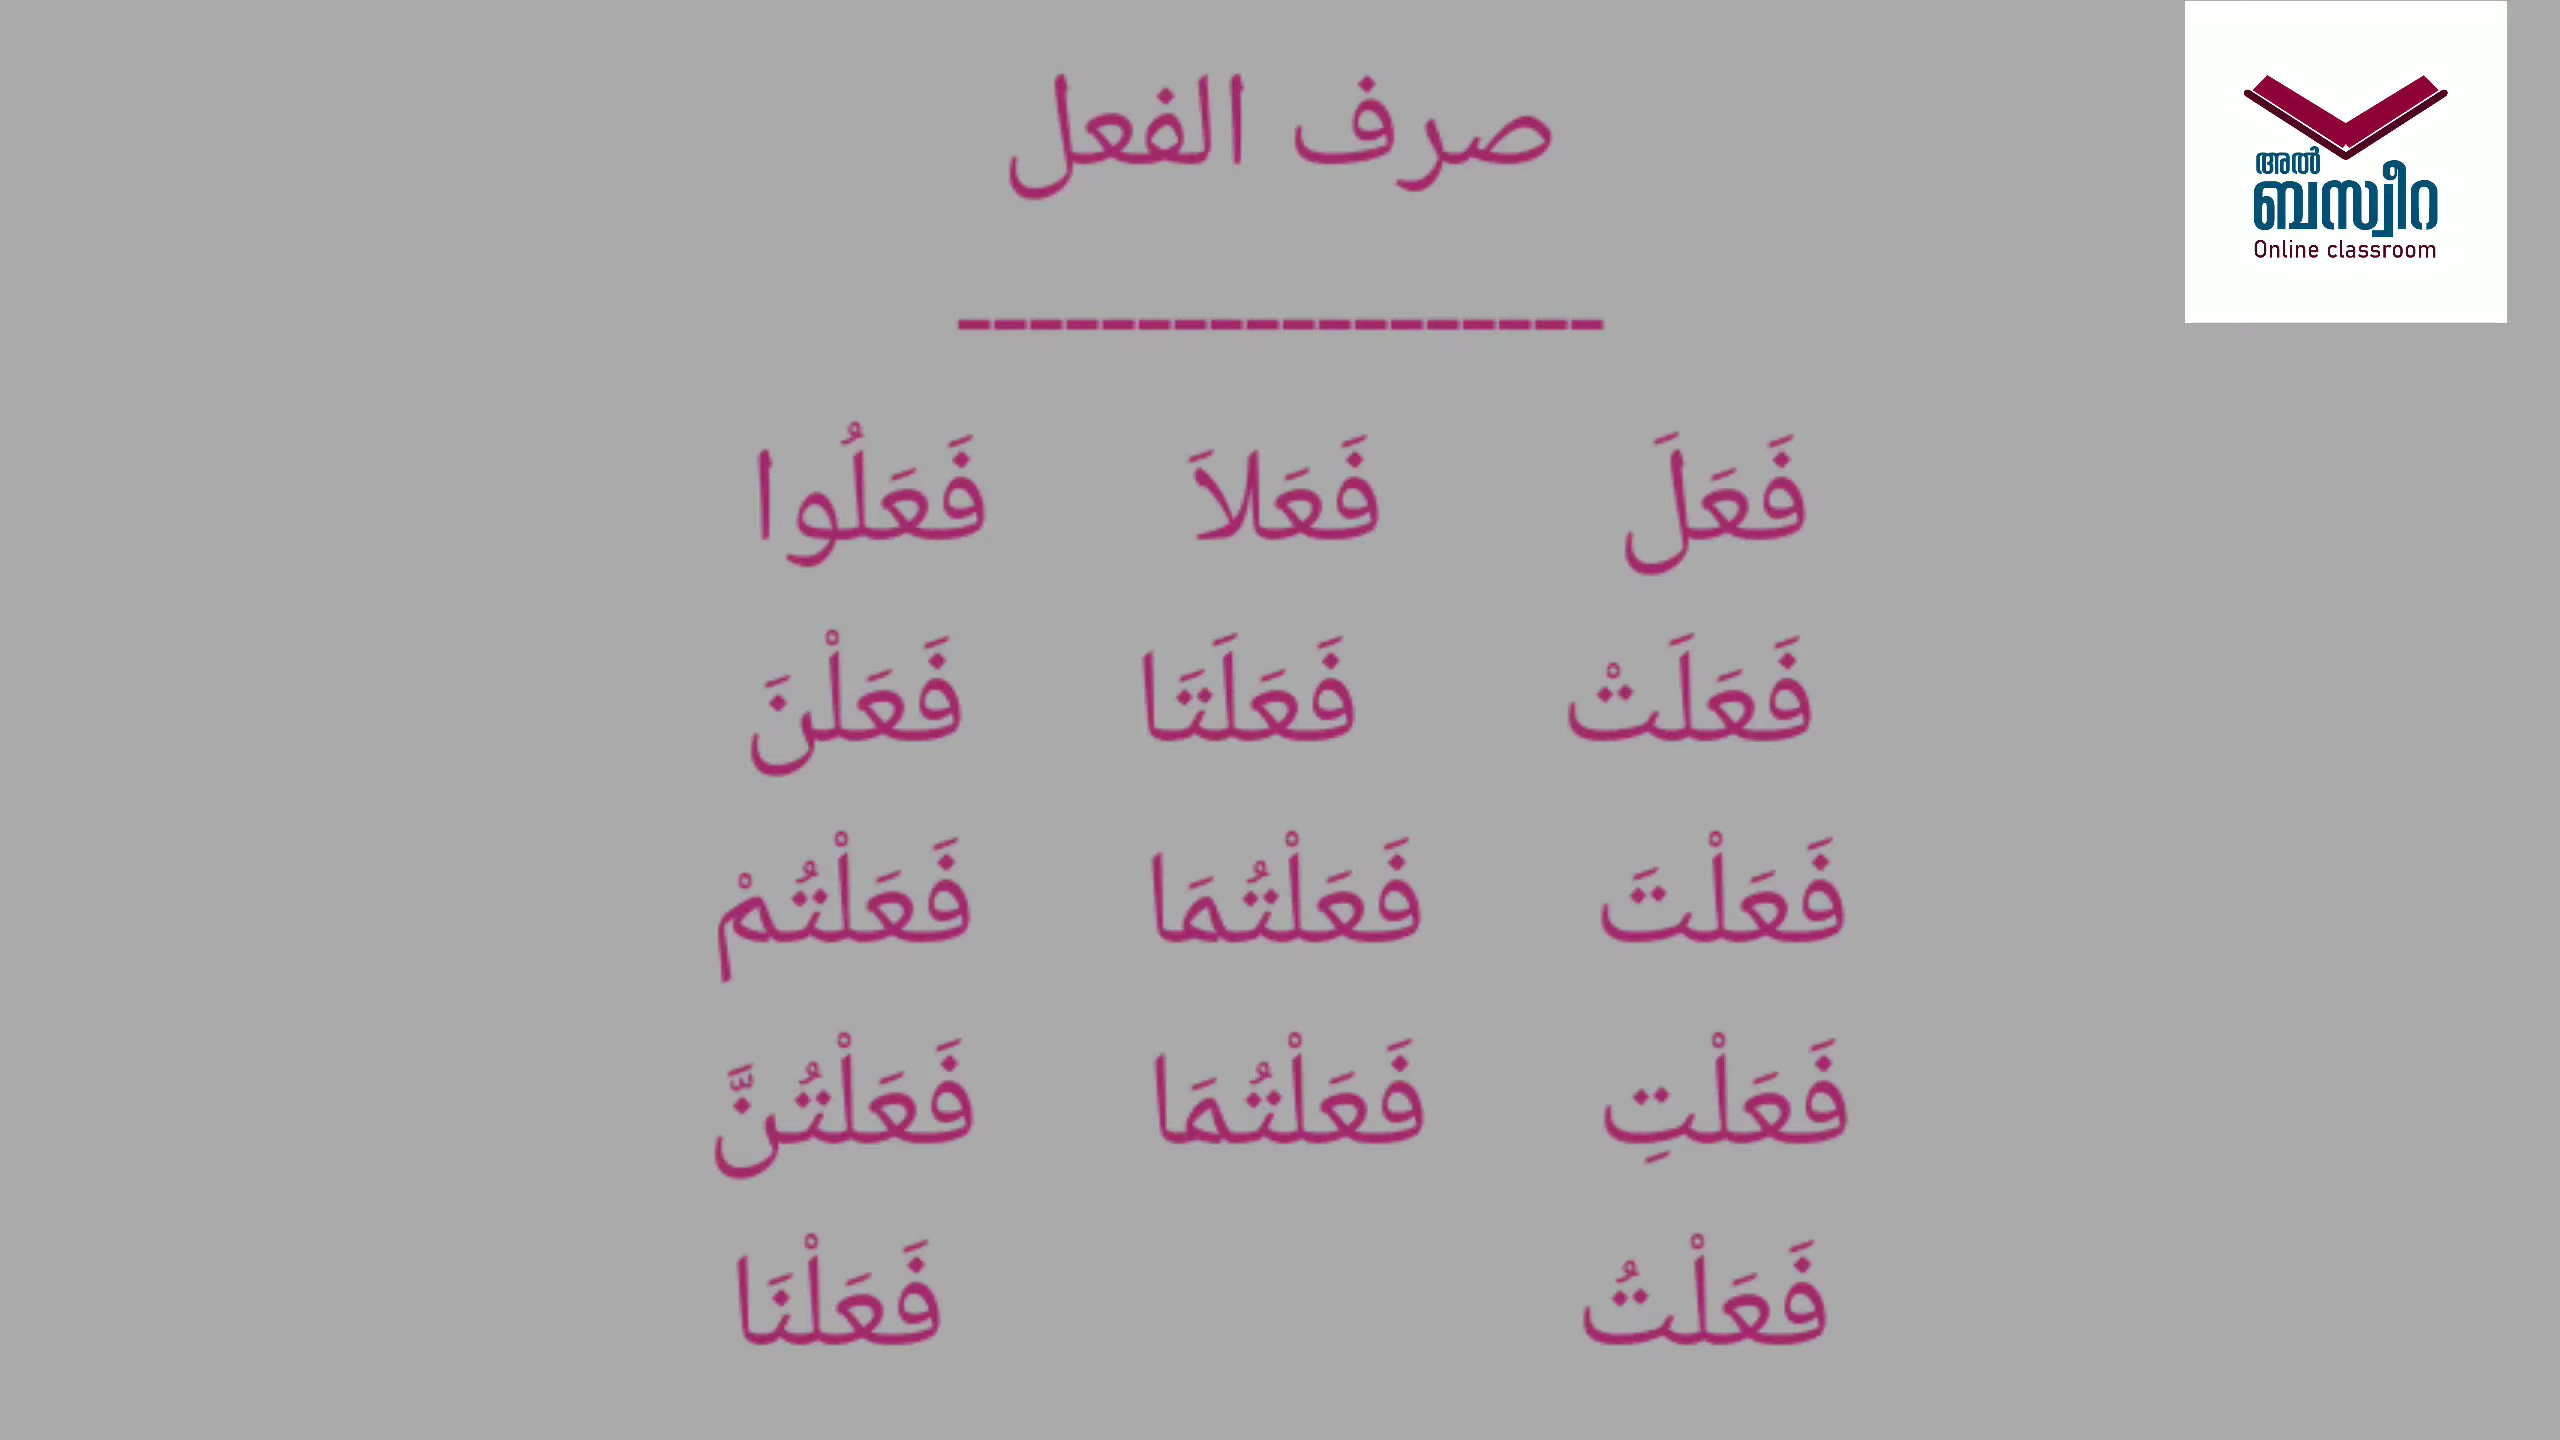 صرف الفعل
------------------
فَعَلَ فَعَلاَ فَعَلُوا
فَعَلَتْ فَعَلَتَا فَعَلْنَ
فَعَلْتَ فَعَلْتُمَا فَعَلْتُمْ
فَعَلْتِ فَعَلْتُمَا فَعَلْتُنَّ
فَعَلْتُ فَعَلْنَا
അൽ
ബസ്വീറ
Online classroom